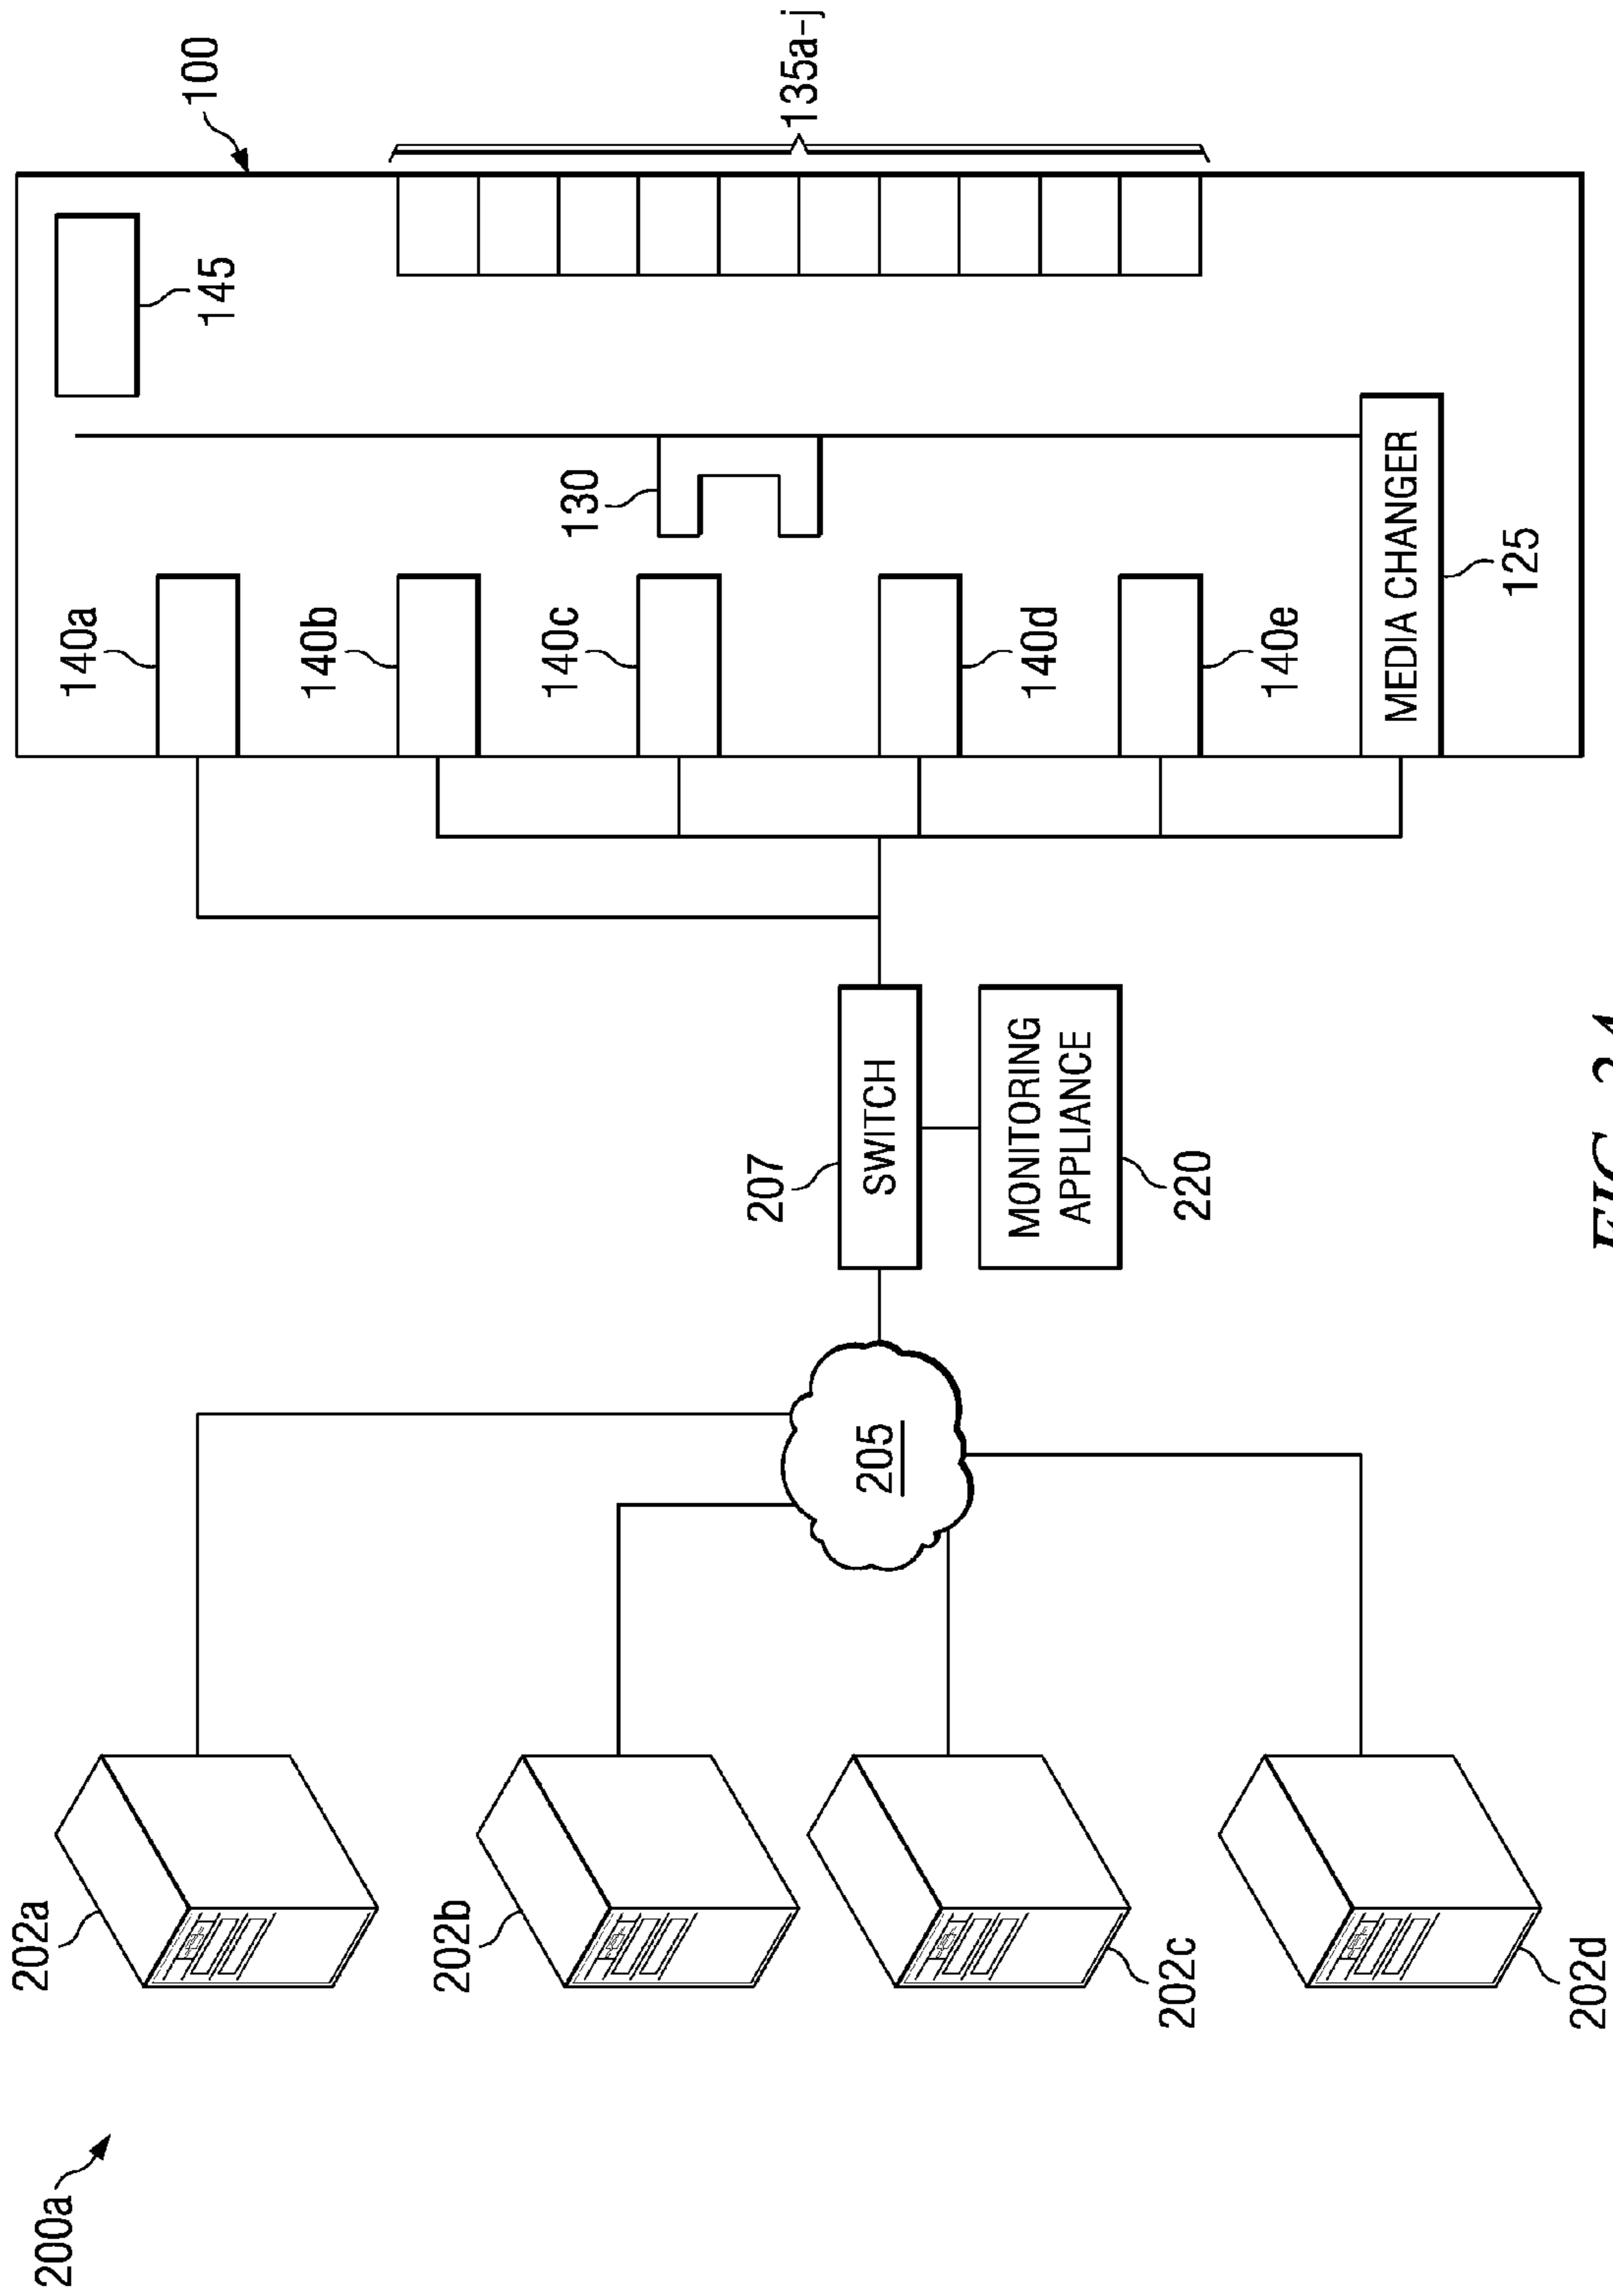 200a
202a
202b
202c
202d
205
207
SWITCH
MONITORING
APPLIANCE
220
140a
140b
140c
140d
140e
130
MEDIA CHANGER
125
145
100
135a-j